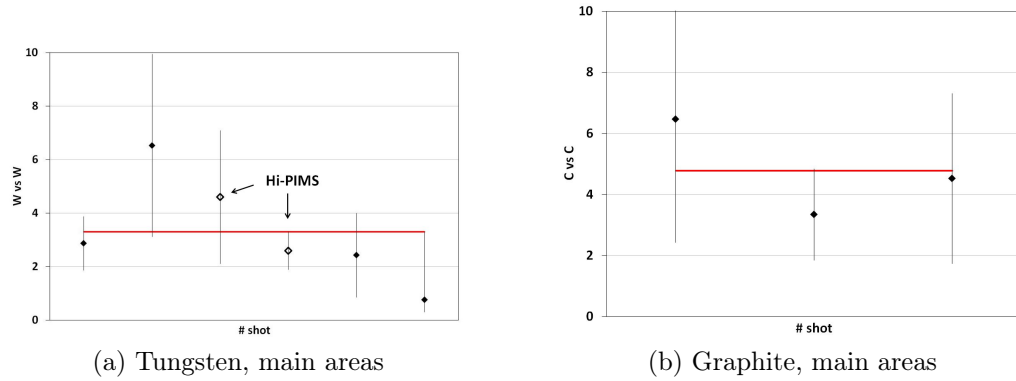 10
8
6
4
2
0
W vs W
Hi-PIMS
# shot
(a) Tungsten, main areas
10
8
6
4
2
0
C vs C
# shot
(b) Graphite, main areas